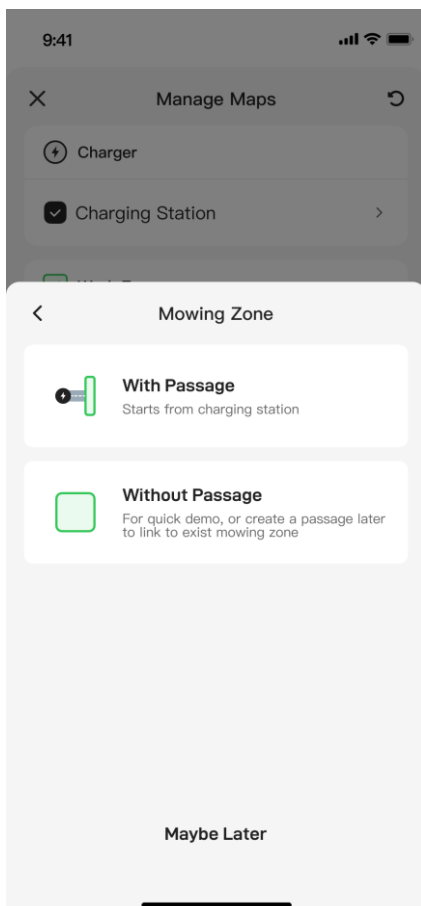 9:41
Manage Maps
Charger
Charging Station
Mowing Zone
With Passage
Starts from charging station
Without Passage
For quick demo, or create a passage later
to link to exist mowing zone
Maybe Later